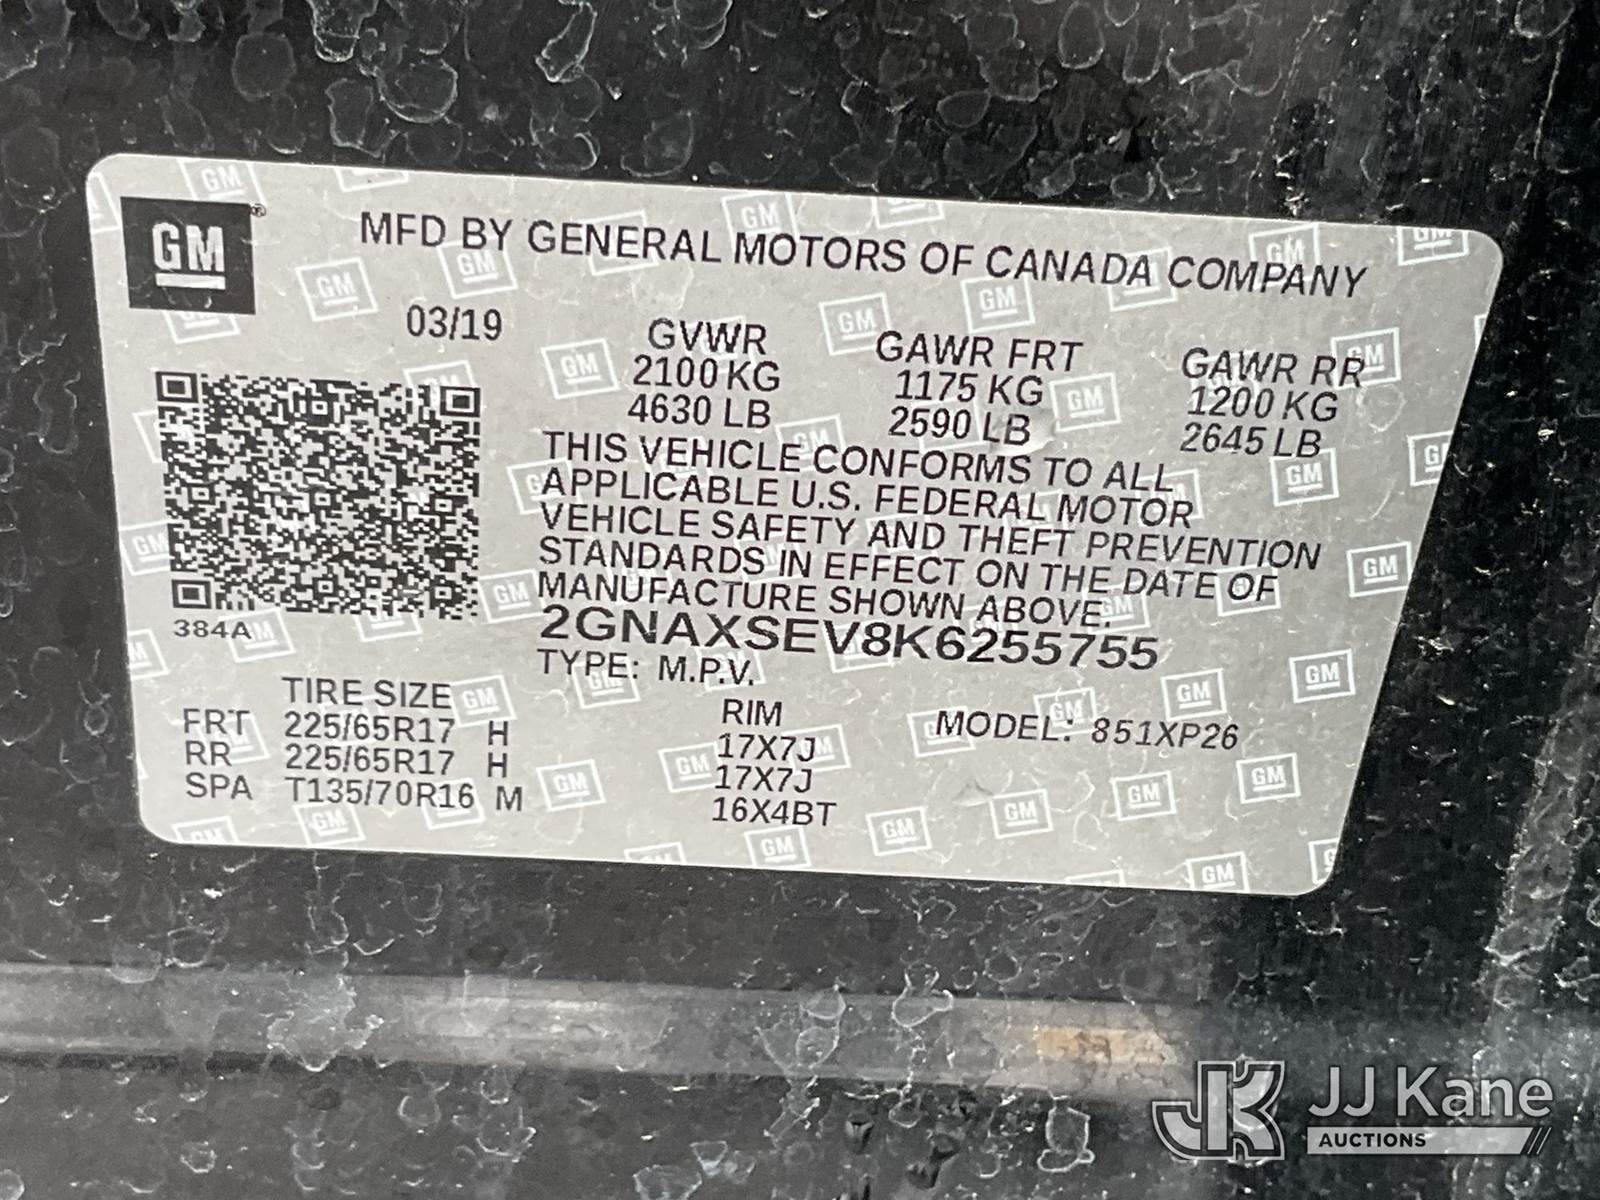 GM
MFD BY GENERAL MOTORS OF CANADA COMPANY
03/19
GVWR GAWR FRT GAWR RR
2100 KG 1175 KG 1200 KG
4630 LB 2590 LB 2645 LB
THIS VEHICLE CONFORMS TO ALL
APPLICABLE U.S. FEDERAL MOTOR
VEHICLE SAFETY AND THEFT PREVENTION
STANDARDS IN EFFECT ON THE DATE OF
MANUFACTURE SHOWN ABOVE.
384A
2GNAXSEV8K6255755
TYPE: M.P.V.
TIRE SIZE RIM MODEL: 851XP26
FRT 225/65R17 H 17X7J
RR 225/65R17 H 17X7J
SPA T135/70R16 M 16X4BT
JK JJ Kane
AUCTIONS